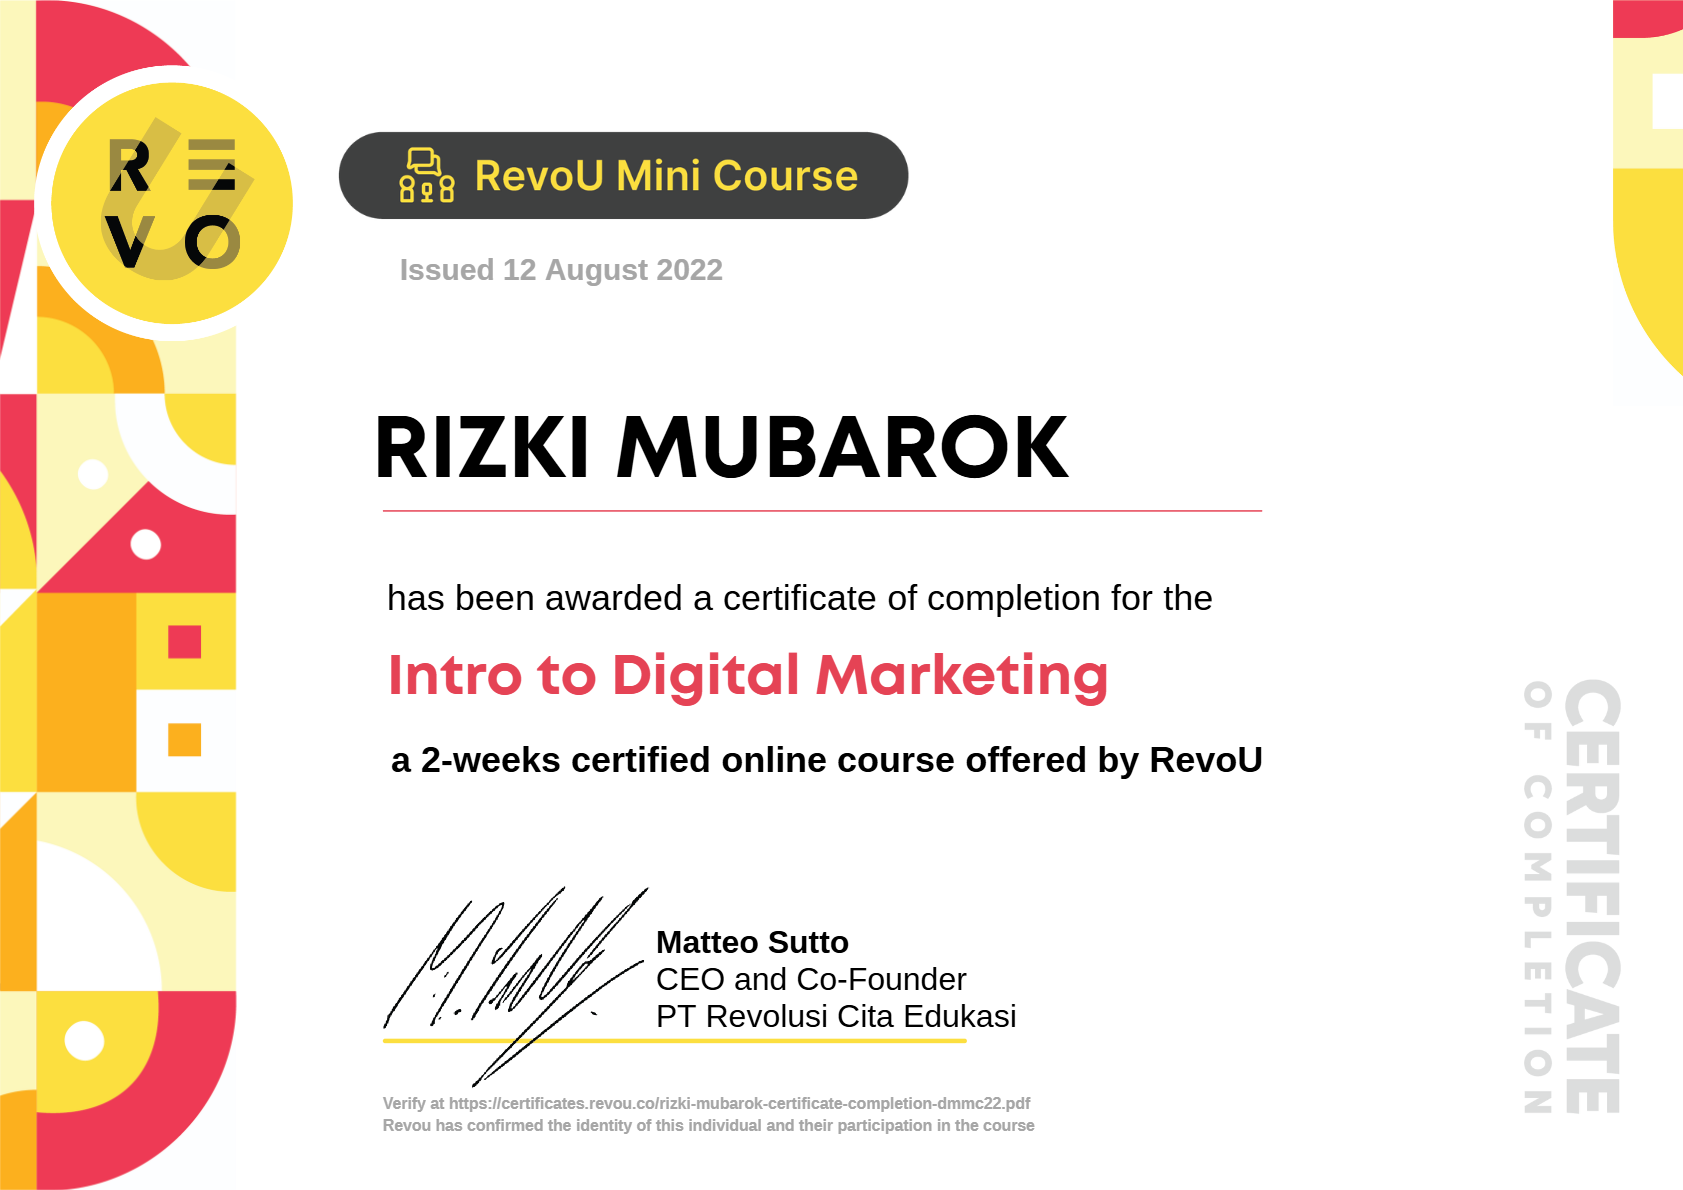 R E
V O
RevoU Mini Course
Issued 12 August 2022
RIZKI MUBAROK
has been awarded a certificate of completion for the
Intro to Digital Marketing
a 2-weeks certified online course offered by RevoU
Matteo Sutto
CEO and Co-Founder
PT Revolusi Cita Edukasi
Verify at https://certificates.revou.co/rizki-mubarok-certificate-completion-dmmc22.pdf
Revou has confirmed the identity of this individual and their participation in the course
CERTIFICATE
OF COMPLETION